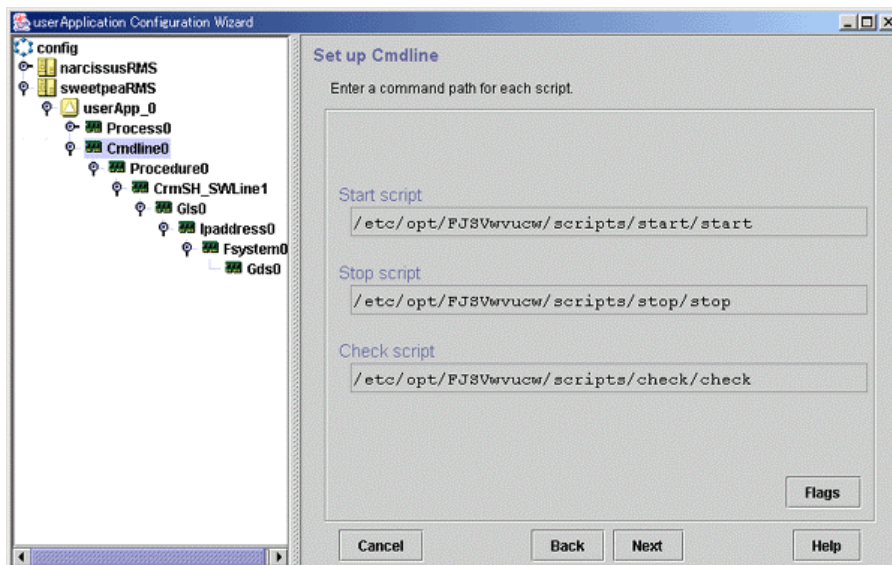 userApplication Configuration Wizard
config
narcissusRMS
sweetpeaRMS
userApp_0
Process0
Cmdline0
Procedure0
CrmSH_SWLine1
Gls0
Ipaddress0
Fsystem0
Gds0
Set up Cmdline
Enter a command path for each script.
Start script
/etc/opt/FJSVwvucw/scripts/start/start
Stop script
/etc/opt/FJSVwvucw/scripts/stop/stop
Check script
/etc/opt/FJSVwvucw/scripts/check/check
Flags
Cancel
Back
Next
Help